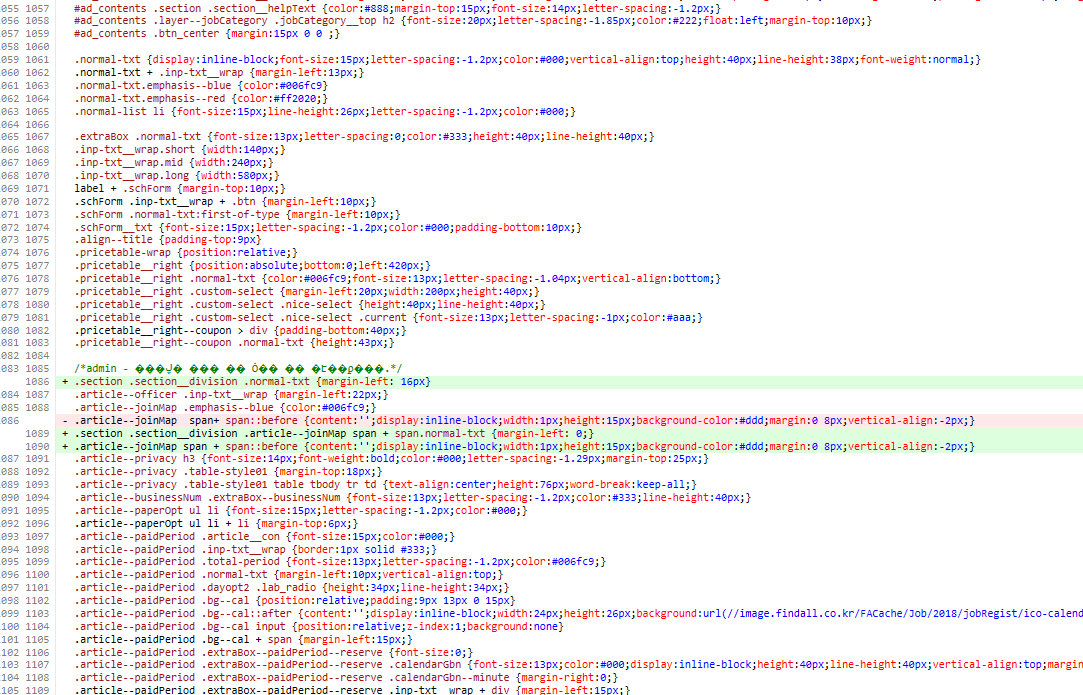 055 1057 #ad_contents .section .section__helpText {color:#888;margin-top:15px;font-size:14px;letter-spacing:-1.2px;}
056 1058 #ad_contents .layer--jobCategory .jobCategory__top h2 {font-size:20px;letter-spacing:-1.85px;color:#222;float:left;margin-top:10px;}
057 1059 #ad_contents .btn_center {margin:15px 0 0 ;}
058 1060
059 1061 .normal-txt {display:inline-block;font-size:15px;letter-spacing:-1.2px;color:#000;vertical-align:top;height:40px;line-height:38px;font-weight:normal;}
060 1062 .normal-txt + .inp-txt__wrap {margin-left:13px;}
061 1063 .normal-txt.emphasis--blue {color:#006fc9}
062 1064 .normal-txt.emphasis--red {color:#ff2020;}
063 1065 .normal-list li {font-size:15px;line-height:26px;letter-spacing:-1.2px;color:#000;}
064 1066
065 1067 .extraBox .normal-txt {font-size:13px;letter-spacing:0;color:#333;height:40px;line-height:40px;}
066 1068 .inp-txt__wrap.short {width:140px;}
067 1069 .inp-txt__wrap.mid {width:240px;}
068 1070 .inp-txt__wrap.long {width:580px;}
069 1071 label + .schForm {margin-top:10px;}
070 1072 .schForm .inp-txt__wrap + .btn {margin-left:10px;}
071 1073 .schForm .normal-txt:first-of-type {margin-left:10px;}
072 1074 .schForm__txt {font-size:15px;letter-spacing:-1.2px;color:#000;padding-bottom:10px;}
073 1075 .align--title {padding-top:9px}
074 1076 .pricetable-wrap {position:relative;}
075 1077 .pricetable__right {position:absolute;bottom:0;left:420px;}
076 1078 .pricetable__right .normal-txt {color:#006fc9;font-size:13px;letter-spacing:-1.04px;vertical-align:bottom;}
077 1079 .pricetable__right .custom-select {margin-left:20px;width:200px;height:40px;}
078 1080 .pricetable__right .custom-select .nice-select {height:40px;line-height:40px;}
079 1081 .pricetable__right .custom-select .nice-select .current {font-size:13px;letter-spacing:-1px;color:#aaa;}
080 1082 .pricetable__right--coupon > div {padding-bottom:40px;}
081 1083 .pricetable__right--coupon .normal-txt {height:43px;}
082 1084
083 1085 /*admin - .*/
1086 + .section .section__division .normal-txt {margin-left: 16px}
084 1087 .article--officer .inp-txt__wrap {margin-left:22px;}
085 1088 .article--joinMap .emphasis--blue {color:#006fc9;}
086 - .article--joinMap  span+ span::before {content:'';display:inline-block;width:1px;height:15px;background-color:#ddd;margin:0 8px;vertical-align:-2px;}
1089 + .section .section__division .article--joinMap span + span.normal-txt {margin-left: 0;}
1090 + .article--joinMap span + span::before {content:'';display:inline-block;width:1px;height:15px;background-color:#ddd;margin:0 8px;vertical-align:-2px;}
087 1091 .article--privacy h3 {font-size:14px;font-weight:bold;color:#000;letter-spacing:-1.29px;margin-top:25px;}
088 1092 .article--privacy .table-style01 {margin-top:18px;}
089 1093 .article--privacy .table-style01 table tbody tr td {text-align:center;height:76px;word-break:keep-all;}
090 1094 .article--businessNum .extraBox--businessNum {font-size:13px;letter-spacing:-1.2px;color:#333;line-height:40px;}
091 1095 .article--paperOpt ul li {font-size:15px;letter-spacing:-1.2px;color:#000;}
092 1096 .article--paperOpt ul li + li {margin-top:6px;}
093 1097 .article--paidPeriod .article__con {font-size:15px;color:#000;}
094 1098 .article--paidPeriod .inp-txt__wrap {border:1px solid #333;}
095 1099 .article--paidPeriod .total-period {font-size:13px;letter-spacing:-1.2px;color:#006fc9;}
096 1100 .article--paidPeriod .normal-txt {margin-left:10px;vertical-align:top;}
097 1101 .article--paidPeriod .dayopt2 .lab_radio {height:34px;line-height:34px;}
098 1102 .article--paidPeriod .bg--cal {position:relative;padding:9px 13px 0 15px}
099 1103 .article--paidPeriod .bg--cal:after {content:'';display:inline-block;width:24px;height:26px;background:url(//image.findall.co.kr/FACache/Job/2018/jobRegist/ico-calend
100 1104 .article--paidPeriod .bg--cal input {position:relative;z-index:1;background:none}
101 1105 .article--paidPeriod .bg--cal + span {margin-left:15px;}
102 1106 .article--paidPeriod .extraBox--paidPeriod--reserve {font-size:0;}
103 1107 .article--paidPeriod .extraBox--paidPeriod--reserve .calendarGbn {font-size:13px;color:#000;display:inline-block;height:40px;line-height:40px;vertical-align:top;margin
104 1108 .article--paidPeriod .extraBox--paidPeriod--reserve .calendarGbn--minute {margin-right:0;}
105 1109 .article--paidPeriod .extraBox--paidPeriod--reserve .inp-txt__wrap + div {margin-left:15px;}